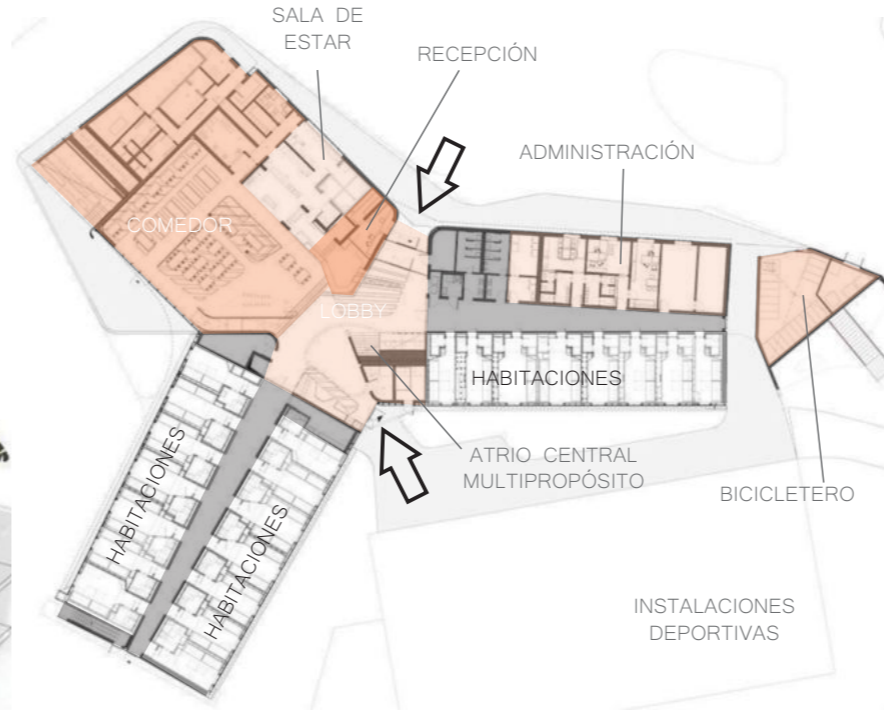 SALA DE
ESTAR
RECEPCIÓN
ADMINISTRACIÓN
COMEDOR
LOBBY
HABITACIONES
HABITACIONES
HABITACIONES
ATRIO CENTRAL
MULTIPROPÓSITO
BICICLETERO
INSTALACIONES
DEPORTIVAS